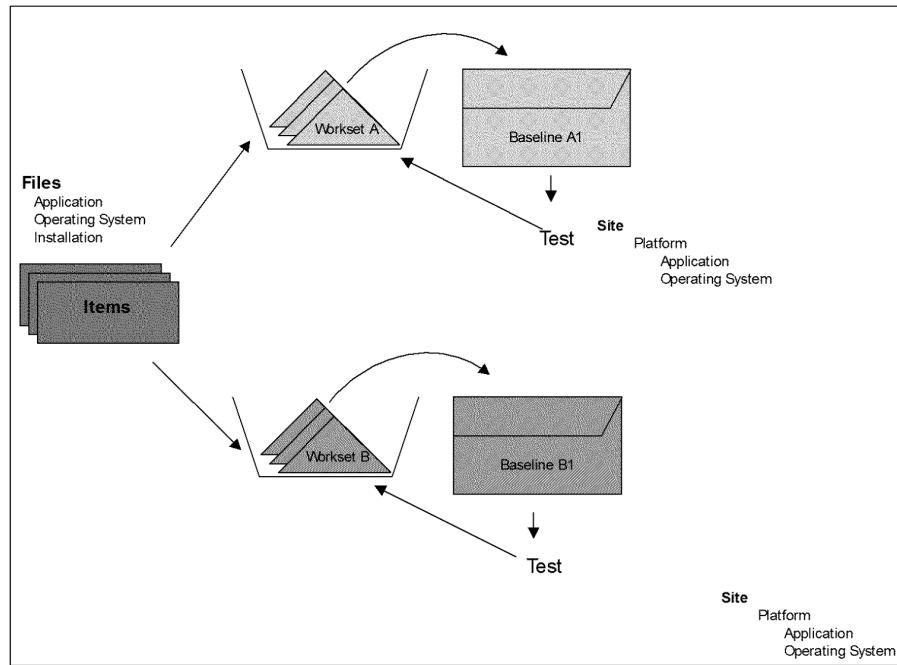 Workset A
Baseline A1
Files
Application
Operating System
Installation
Test
Site
Platform
Application
Operating System
Items
Workset B
Baseline B1
Test
Site
Platform
Application
Operating System